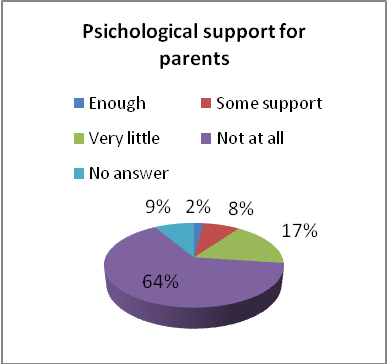 Psichological support for
parents
Enough Some support
Very little Not at all
No answer
9% 2% 8%
17%
64%